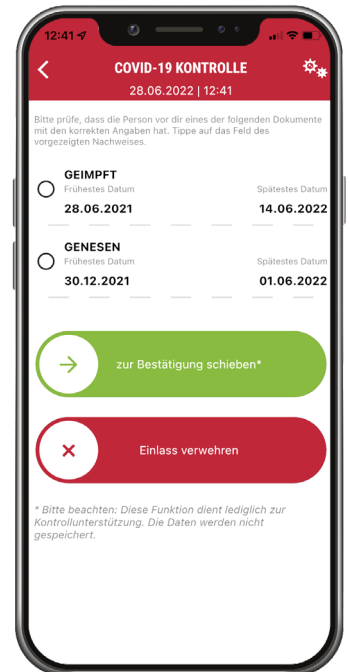 12:41
COVID-19 KONTROLLE
28.06.2022 | 12:41
Bitte prüfe, dass die Person vor dir eines der folgenden Dokumente
mit den korrekten Angaben hat. Tippe auf das Feld des
vorgezeigten Nachweises.
GEIMPFT
Frühestes Datum Spätestes Datum
28.06.2021 14.06.2022
GENESEN
Frühestes Datum Spätestes Datum
30.12.2021 01.06.2022
zur Bestätigung schieben*
Einlass verwehren
* Bitte beachten: Diese Funktion dient lediglich zur
Kontrollunterstützung. Die Daten werden nicht
gespeichert.